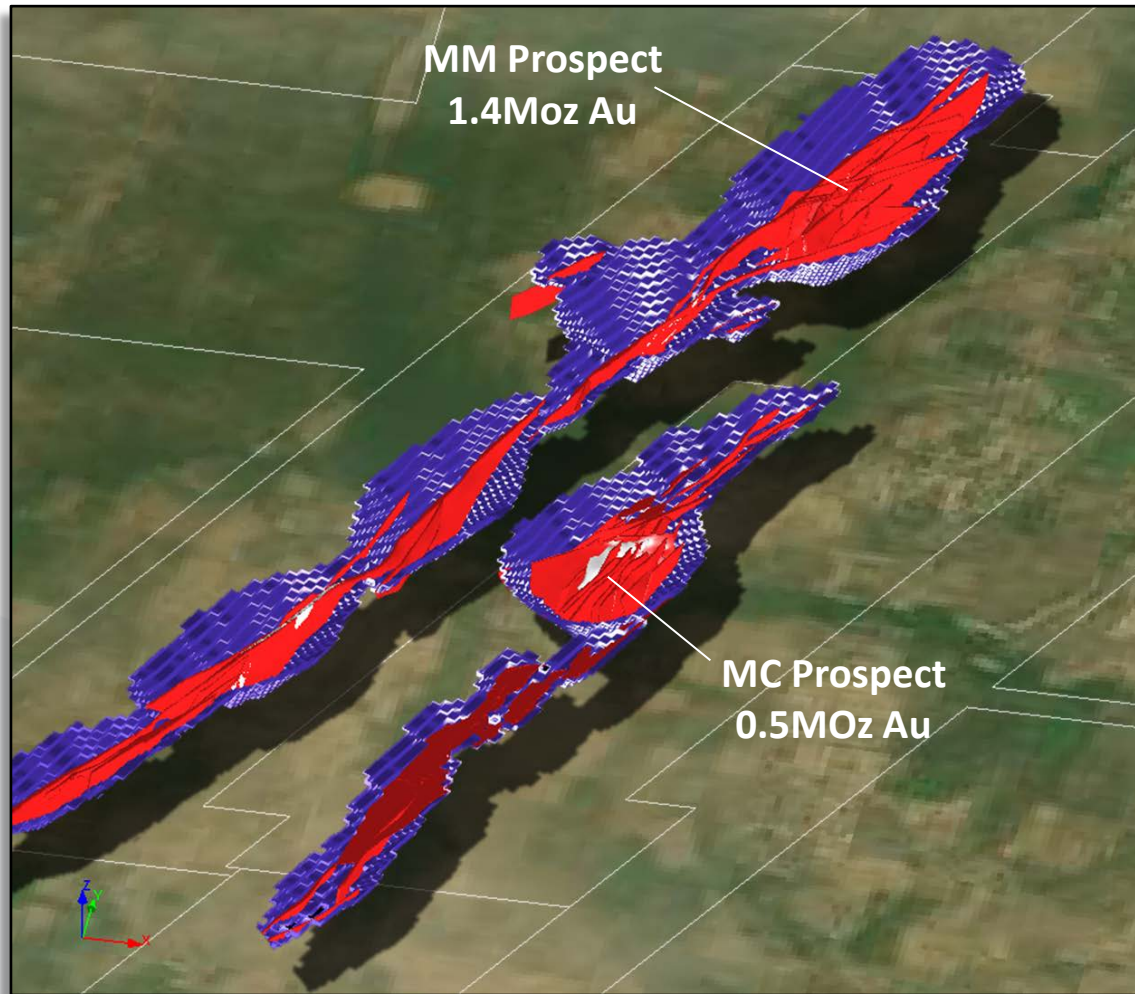 MM Prospect
1.4Moz Au
MC Prospect
0.5MOz Au
Z
Y
X